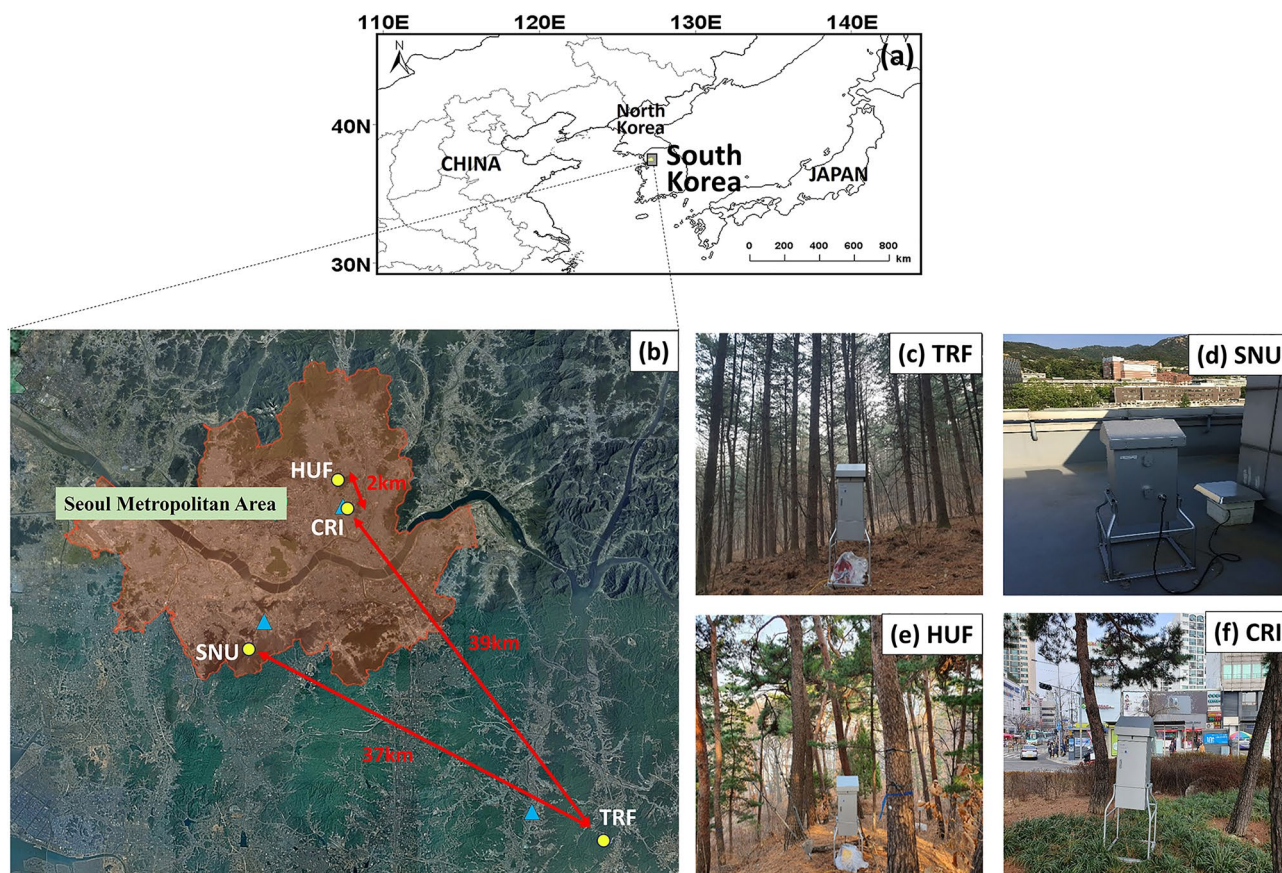 110E 120E 130E 140E
N
(a)
40N
30N
North
Korea
CHINA
South
Korea
JAPAN
0 200 400 600 800
km
(b)
HUF
2km
Seoul Metropolitan Area
CRI
SNU
39km
37km
TRF
(c) TRF
(d) SNU
(e) HUF
(f) CRI